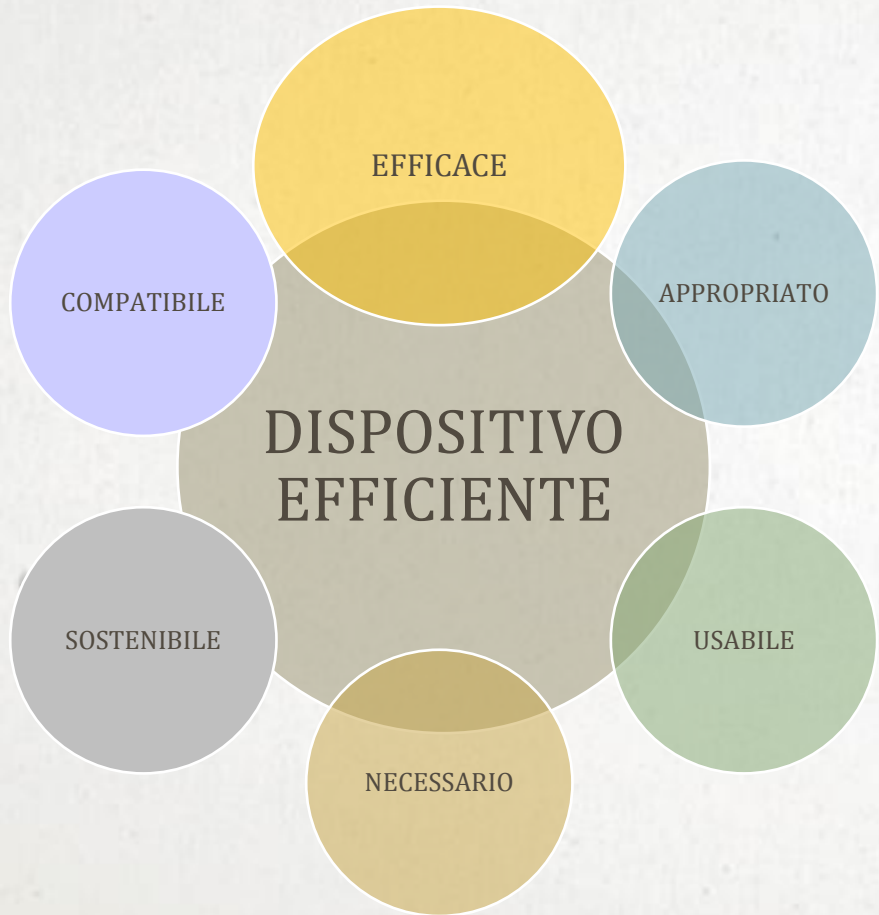 EFFICACE
COMPATIBILE
APPROPRIATO
DISPOSITIVO
EFFICIENTE
SOSTENIBILE
USABILE
NECESSARIO